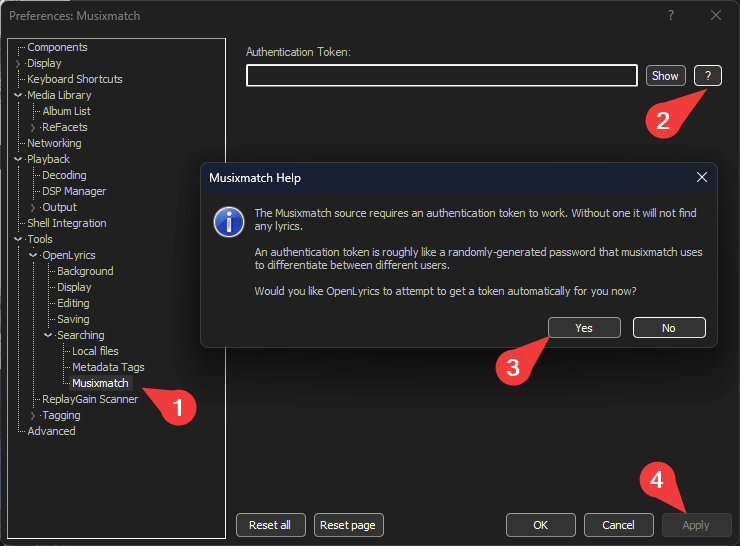 Preferences: Musixmatch
?
Components
Display
Keyboard Shortcuts
Media Library
Album List
ReFacets
Networking
Playback
Decoding
DSP Manager
Output
Shell Integration
Tools
OpenLyrics
Background
Display
Editing
Saving
Searching
Local files
Metadata Tags
Musixmatch
ReplayGain Scanner
Tagging
Advanced
1
Authentication Token:
Show
?
2
Musixmatch Help
The Musixmatch source requires an authentication token to work. Without one it will not find
any lyrics.
An authentication token is roughly like a randomly-generated password that musixmatch uses
to differentiate between different users.
Would you like OpenLyrics to attempt to get a token automatically for you now?
Yes
No
3
4
Reset all
Reset page
OK
Cancel
Apply